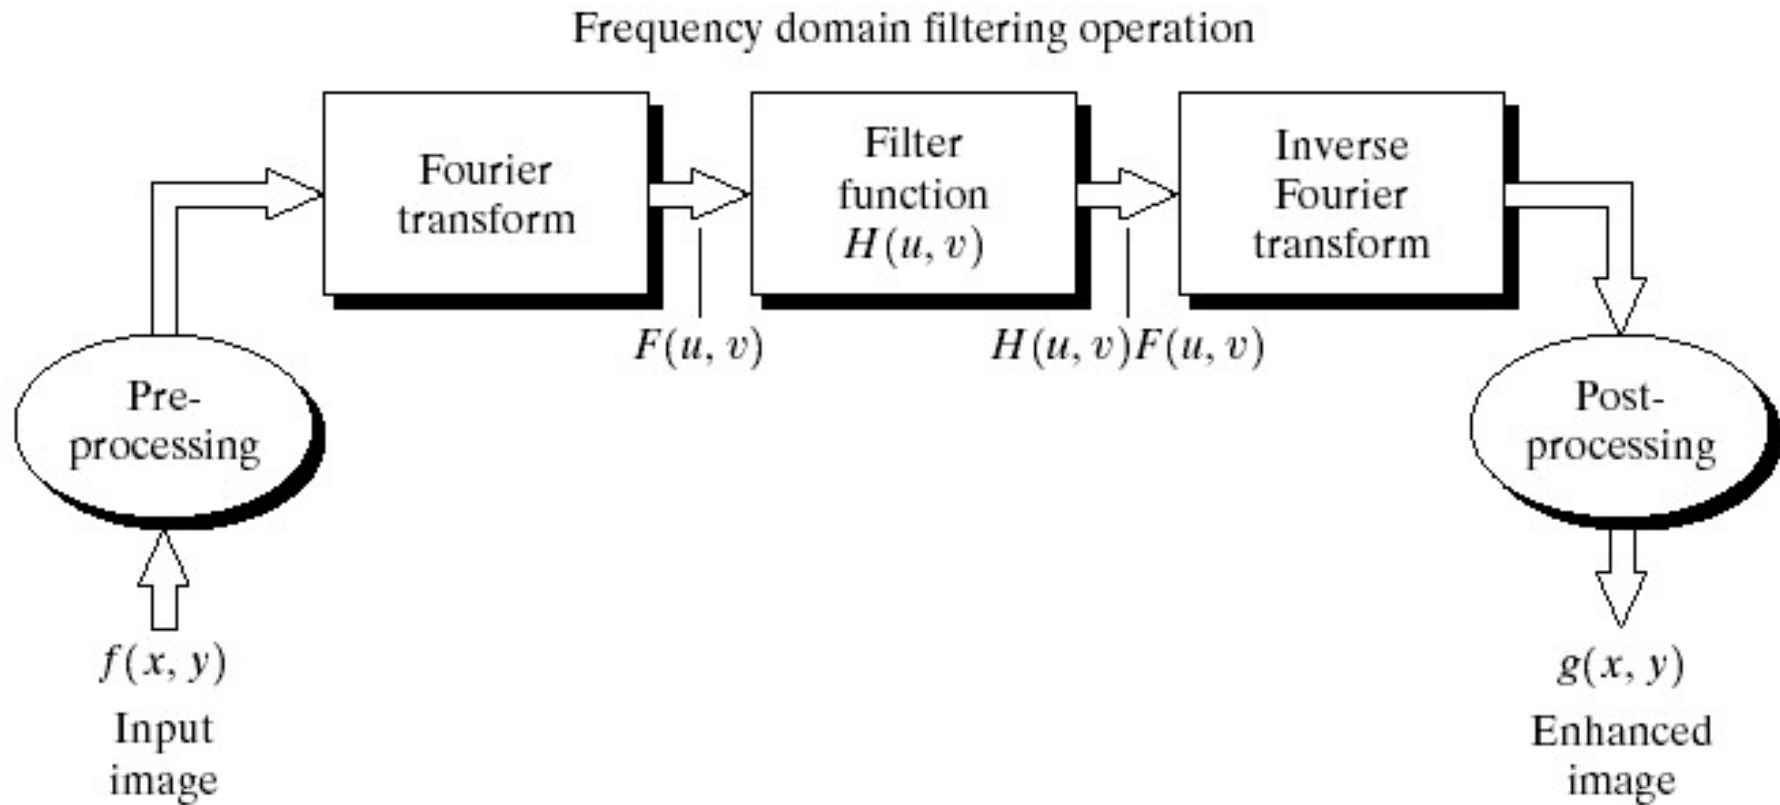 Frequency domain filtering operation
Fourier
transform
Filter
function
H(u, v)
Inverse
Fourier
transform
F(u, v)
H(u, v)F(u, v)
Pre-
processing
Post-
processing
f(x, y)
Input
image
g(x, y)
Enhanced
image